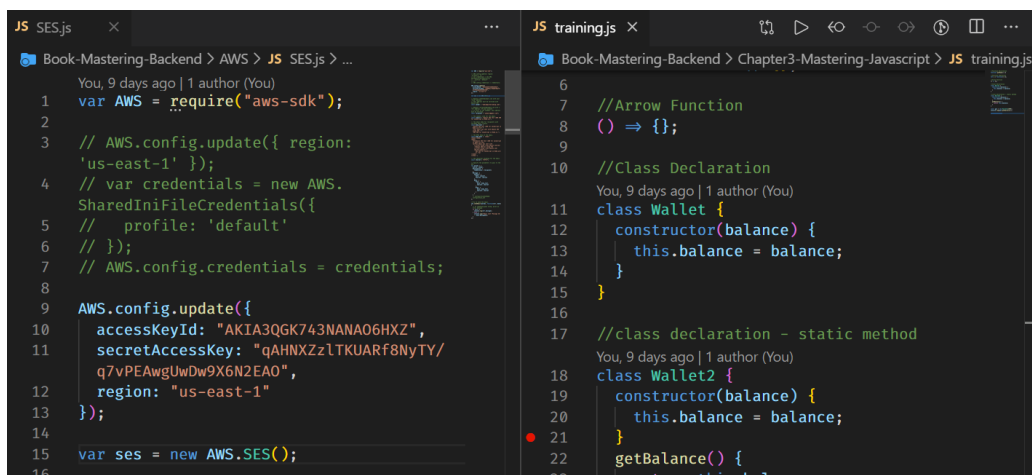 JS SES.js
Book-Mastering-Backend > AWS > JS SES.js > ...
You, 9 days ago | 1 author (You)
1 var AWS = require("aws-sdk");
2
3 // AWS.config.update({ region:
'us-east-1' });
4 // var credentials = new AWS.
SharedIniFileCredentials({
5 // profile: 'default'
6 // });
7 // AWS.config.credentials = credentials;
8
9 AWS.config.update({
10 accessKeyId: "AKIA3QGK743NANAO6HXZ",
11 secretAccessKey: "qAHNXZzlTKUARf8NyTY/
q7vPEAwgUwDw9X6N2EAO",
12 region: "us-east-1"
13 });
14
15 var ses = new AWS.SES();
16
JS training.js
Book-Mastering-Backend > Chapter3-Mastering-Javascript > JS training.js
6
7 //Arrow Function
8 () ⇒ {};
9
10 //Class Declaration
You, 9 days ago | 1 author (You)
11 class Wallet {
12 constructor(balance) {
13 this.balance = balance;
14 }
15 }
16
17 //class declaration - static method
You, 9 days ago | 1 author (You)
18 class Wallet2 {
19 constructor(balance) {
20 this.balance = balance;
21 }
22 getBalance() {